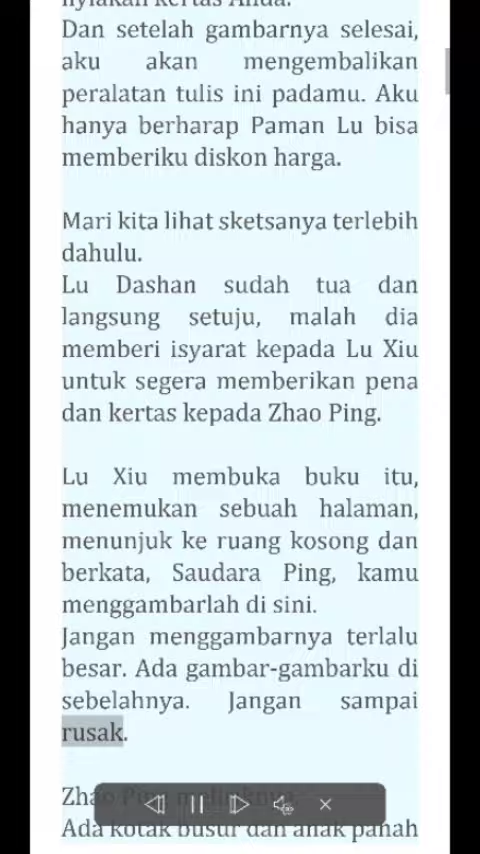 Dan setelah gambarnya selesai,
aku akan mengembalikan
peralatan tulis ini padamu. Aku
hanya berharap Paman Lu bisa
memberiku diskon harga.
Mari kita lihat sketsanya terlebih
dahulu.
Lu Dashan sudah tua dan
langsung setuju, malah dia
memberi isyarat kepada Lu Xiu
untuk segera memberikan pena
dan kertas kepada Zhao Ping.
Lu Xiu membuka buku itu,
menemukan sebuah halaman,
menunjuk ke ruang kosong dan
berkata, Saudara Ping, kamu
menggambarlah di sini.
Jangan menggambarnya terlalu
besar. Ada gambar-gambarku di
sebelahnya. Jangan sampai
rusak.
Zhao Ping
Ada kotak busur dan anak panah